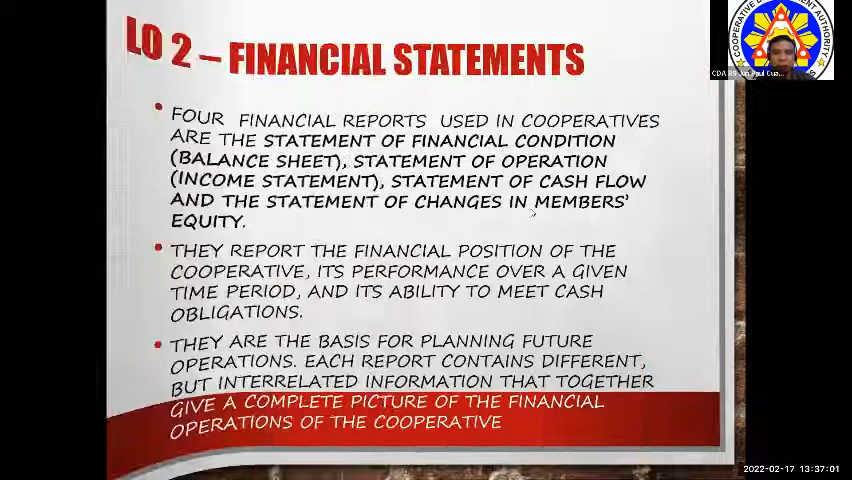 LO 2 – FINANCIAL STATEMENTS
• FOUR FINANCIAL REPORTS USED IN COOPERATIVES
ARE THE STATEMENT OF FINANCIAL CONDITION
(BALANCE SHEET), STATEMENT OF OPERATION
(INCOME STATEMENT), STATEMENT OF CASH FLOW
AND THE STATEMENT OF CHANGES IN MEMBERS'
EQUITY.
• THEY REPORT THE FINANCIAL POSITION OF THE
COOPERATIVE, ITS PERFORMANCE OVER A GIVEN
TIME PERIOD, AND ITS ABILITY TO MEET CASH
OBLIGATIONS.
• THEY ARE THE BASIS FOR PLANNING FUTURE
OPERATIONS. EACH REPORT CONTAINS DIFFERENT,
BUT INTERRELATED INFORMATION THAT TOGETHER
GIVE A COMPLETE PICTURE OF THE FINANCIAL
OPERATIONS OF THE COOPERATIVE
COOPERATIVE AUTHORITY
CDA
2022-02-17 13:37:01